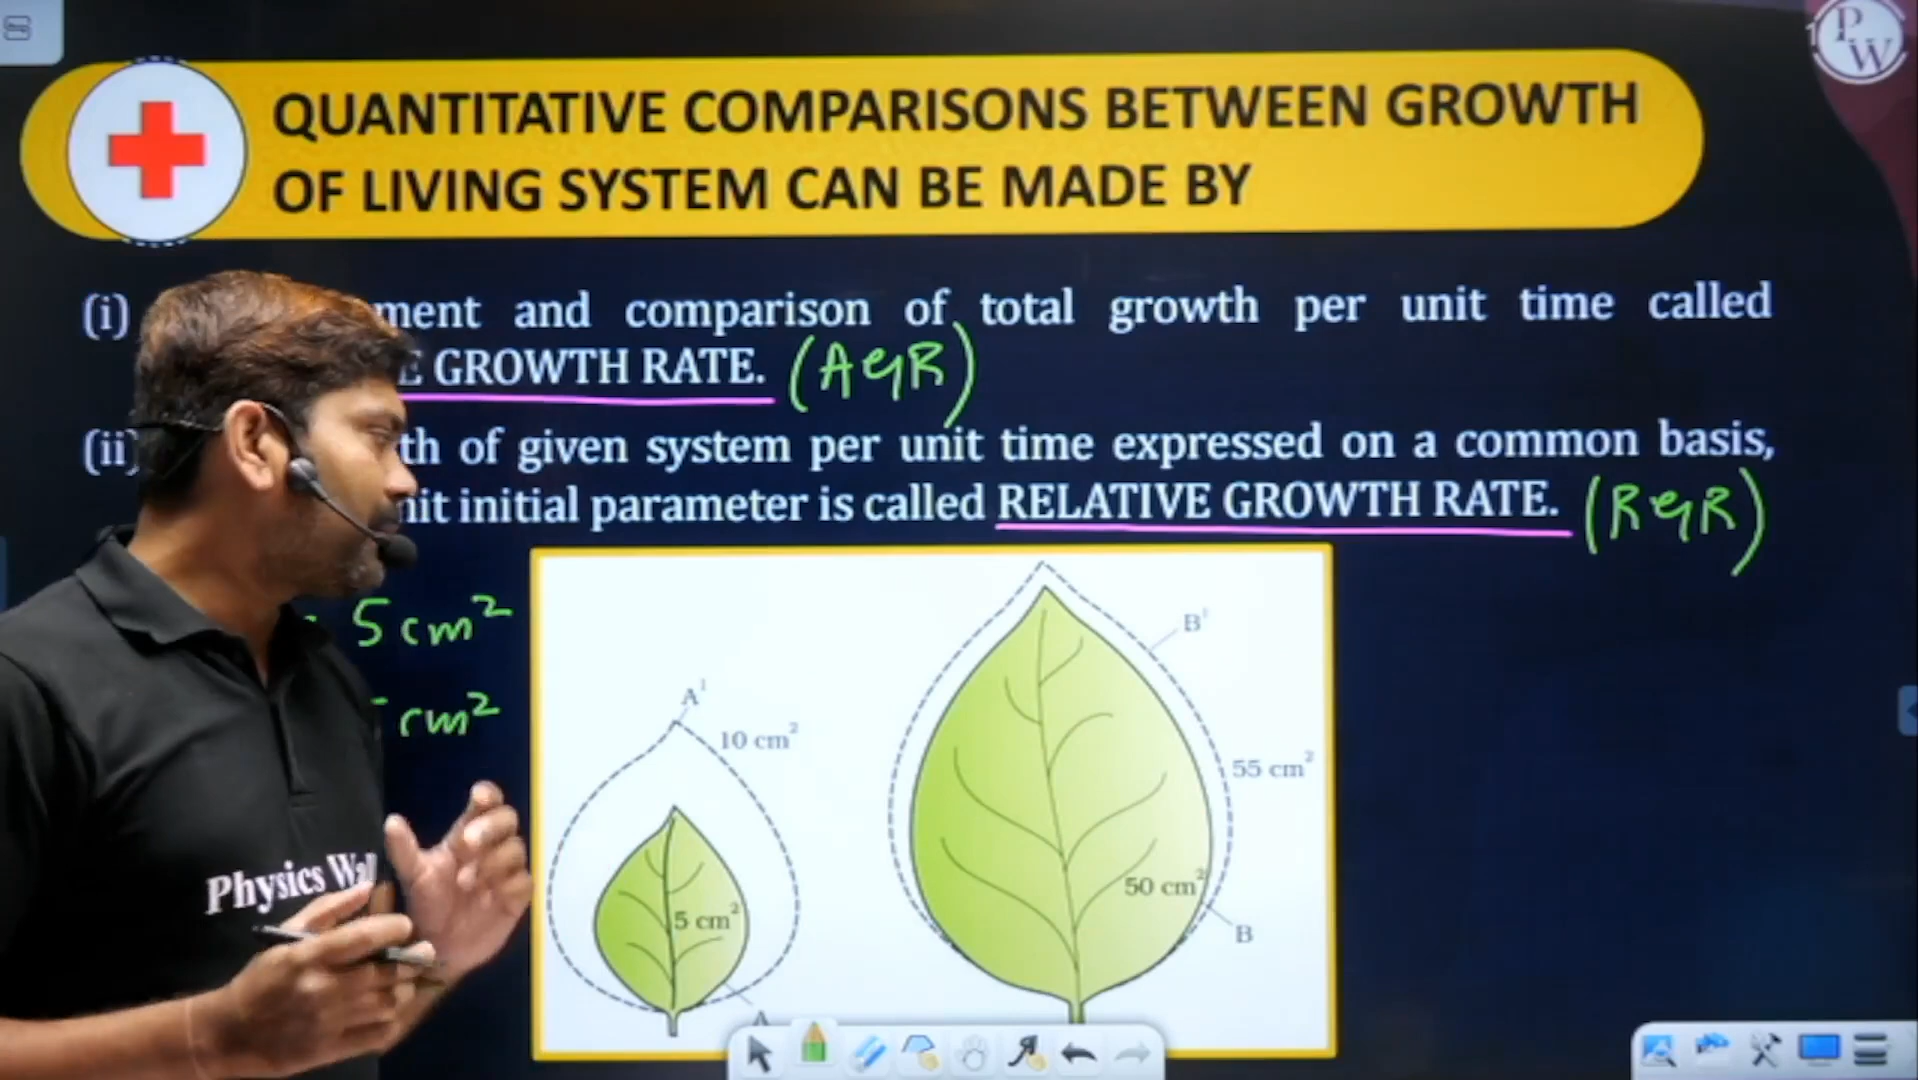 PW
QUANTITATIVE COMPARISONS BETWEEN GROWTH
OF LIVING SYSTEM CAN BE MADE BY
(i) ment and comparison of total growth per unit time called
E GROWTH RATE. (AGR)
(ii) th of given system per unit time expressed on a common basis,
nit initial parameter is called RELATIVE GROWTH RATE. (RGR)
5 cm²
cm²
A¹
10 cm²
5 cm²
A
B¹
55 cm²
50 cm²
B
Physics Wall